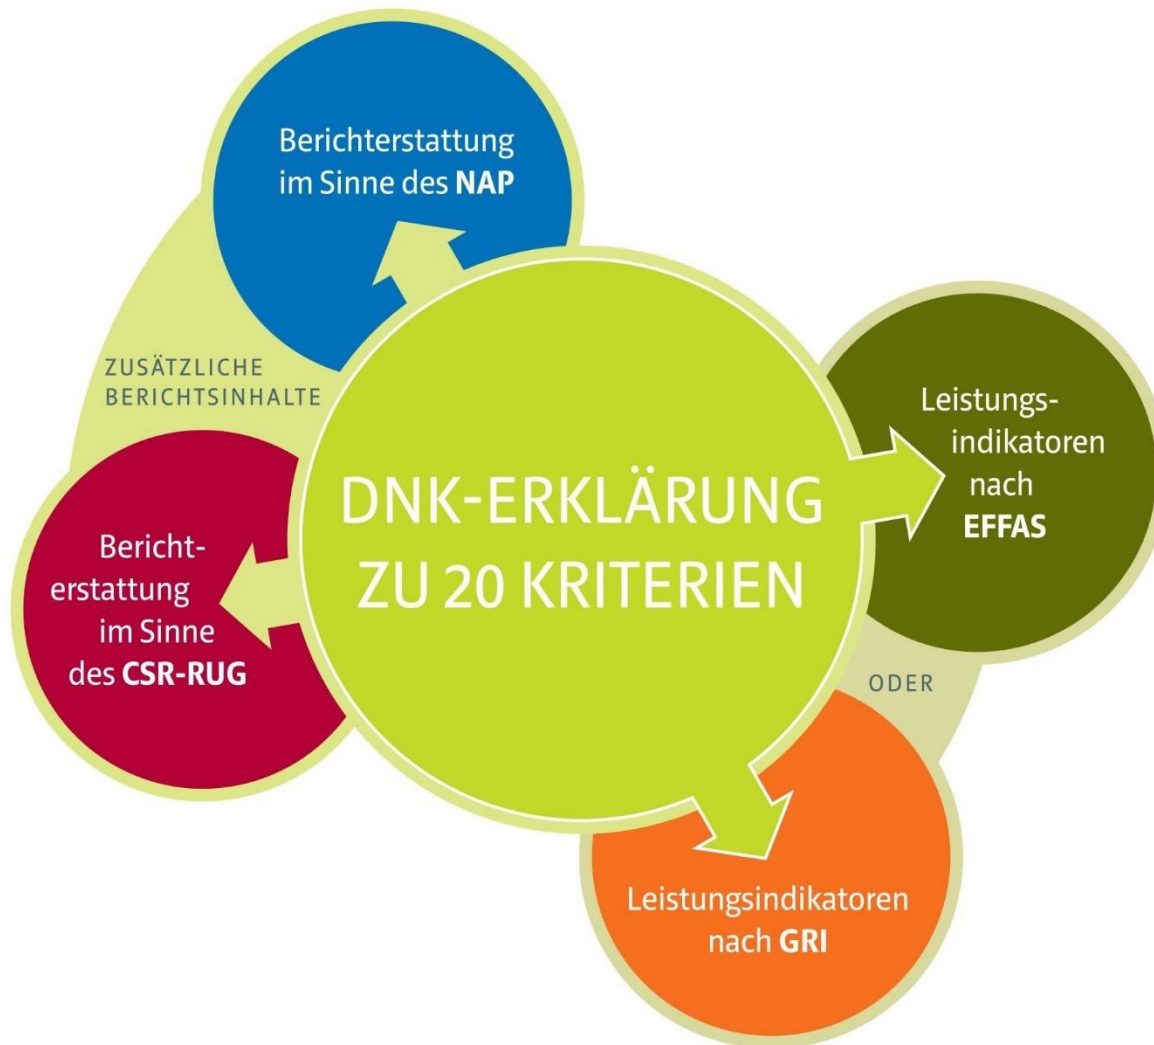 Berichterstattung
im Sinne des NAP
ZUSÄTZLICHE
BERICHTSINHALTE
Leistungs-
indikatoren
nach
EFFAS
DNK-ERKLÄRUNG
ZU 20 KRITERIEN
Bericht-
erstattung
im Sinne
des CSR-RUG
ODER
Leistungsindikatoren
nach GRI